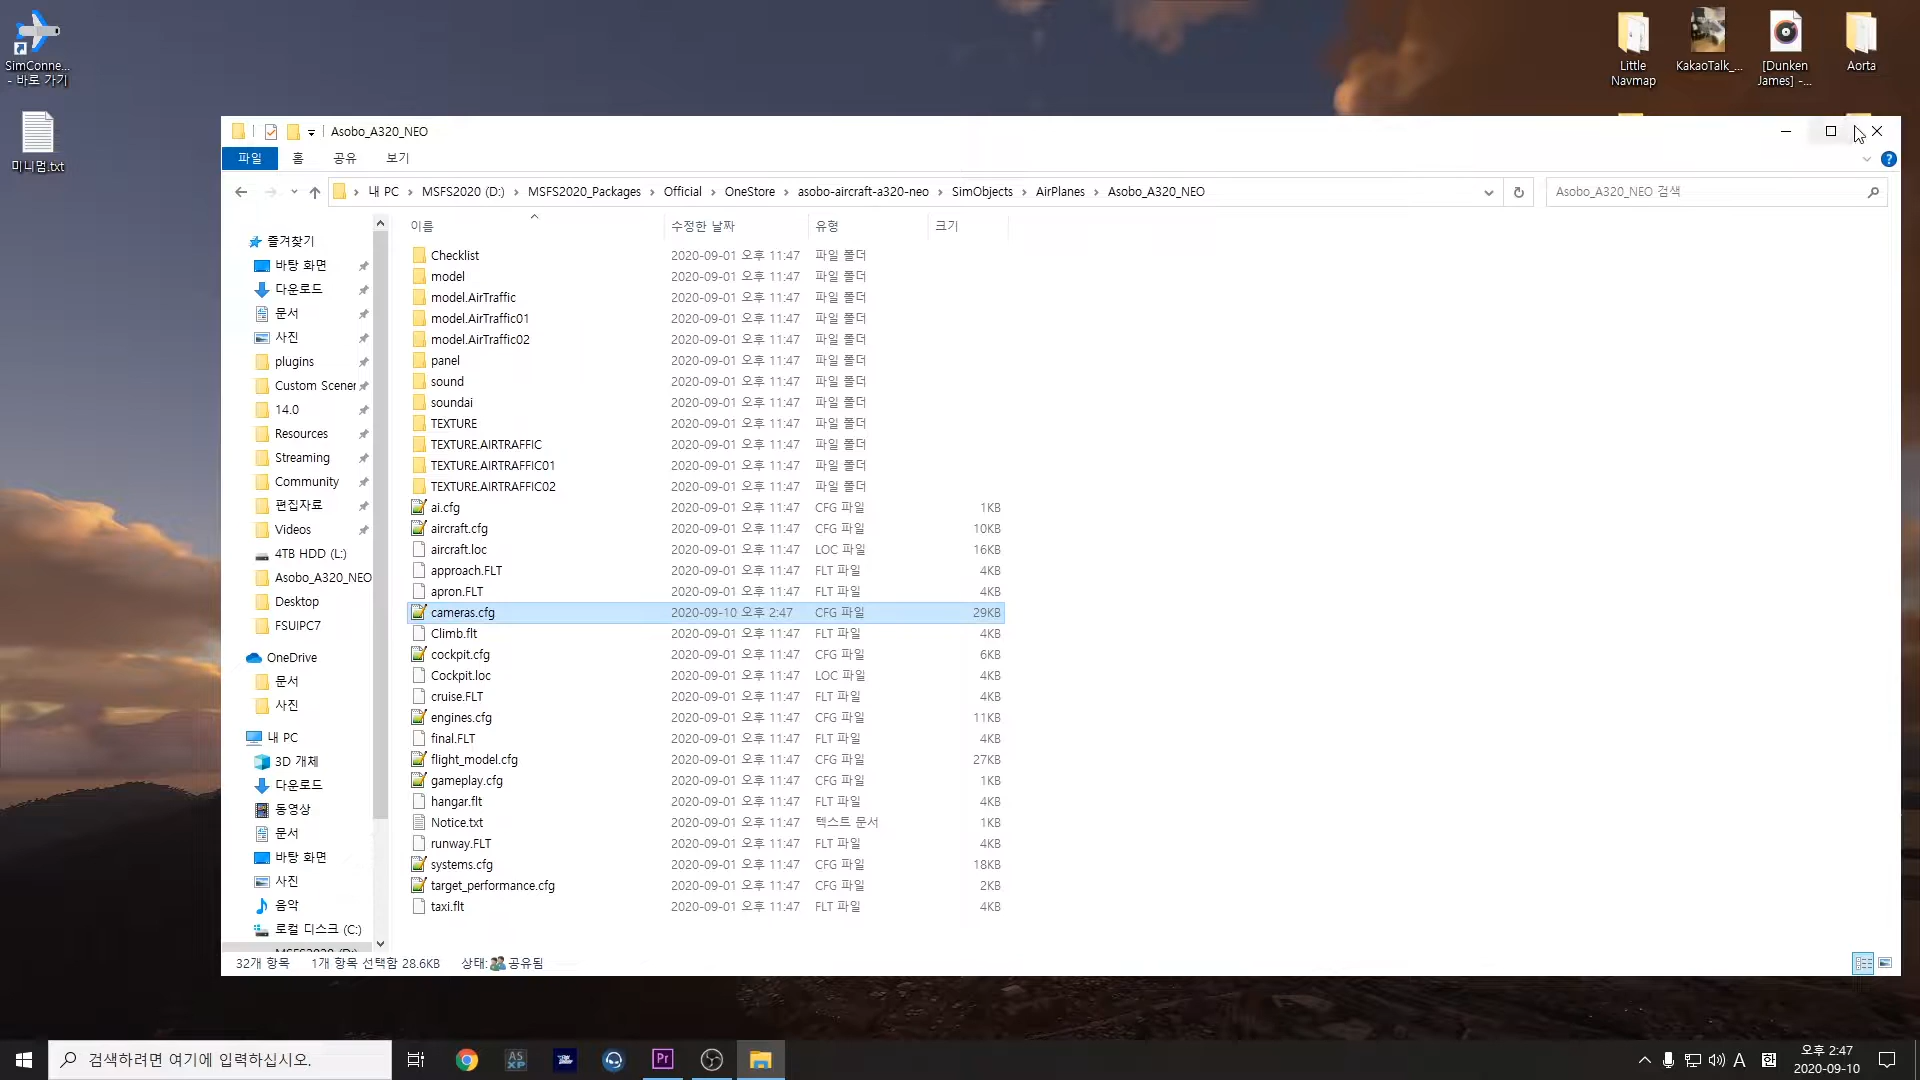 SimConne...
- 바로 가기
미니멈.txt
Little
Navmap
KakaoTalk_...
[Dunken
James] -...
Aorta
Asobo_A320_NEO
파일
홈
공유
보기
내 PC
MSFS2020 (D:)
MSFS2020_Packages
Official
OneStore
asobo-aircraft-a320-neo
SimObjects
AirPlanes
Asobo_A320_NEO
Asobo_A320_NEO 검색
즐겨찾기
바탕 화면
다운로드
문서
사진
plugins
Custom Scener
14.0
Resources
Streaming
Community
편집자료
Videos
4TB HDD (L:)
Asobo_A320_NEO
Desktop
FSUIPC7
OneDrive
문서
사진
내 PC
3D 개체
다운로드
동영상
문서
바탕 화면
사진
음악
로컬 디스크 (C:)
MSFS2020 (D:)
이름 수정한 날짜 유형 크기
Checklist 2020-09-01 오후 11:47 파일 폴더
model 2020-09-01 오후 11:47 파일 폴더
model.AirTraffic 2020-09-01 오후 11:47 파일 폴더
model.AirTraffic01 2020-09-01 오후 11:47 파일 폴더
model.AirTraffic02 2020-09-01 오후 11:47 파일 폴더
panel 2020-09-01 오후 11:47 파일 폴더
sound 2020-09-01 오후 11:47 파일 폴더
soundai 2020-09-01 오후 11:47 파일 폴더
TEXTURE 2020-09-01 오후 11:47 파일 폴더
TEXTURE.AIRTRAFFIC 2020-09-01 오후 11:47 파일 폴더
TEXTURE.AIRTRAFFIC01 2020-09-01 오후 11:47 파일 폴더
TEXTURE.AIRTRAFFIC02 2020-09-01 오후 11:47 파일 폴더
ai.cfg 2020-09-01 오후 11:47 CFG 파일 1KB
aircraft.cfg 2020-09-01 오후 11:47 CFG 파일 10KB
aircraft.loc 2020-09-01 오후 11:47 LOC 파일 16KB
approach.FLT 2020-09-01 오후 11:47 FLT 파일 4KB
apron.FLT 2020-09-01 오후 11:47 FLT 파일 4KB
cameras.cfg 2020-09-10 오후 2:47 CFG 파일 29KB
Climb.flt 2020-09-01 오후 11:47 FLT 파일 4KB
cockpit.cfg 2020-09-01 오후 11:47 CFG 파일 6KB
Cockpit.loc 2020-09-01 오후 11:47 LOC 파일 4KB
cruise.FLT 2020-09-01 오후 11:47 FLT 파일 4KB
engines.cfg 2020-09-01 오후 11:47 CFG 파일 11KB
final.FLT 2020-09-01 오후 11:47 FLT 파일 4KB
flight_model.cfg 2020-09-01 오후 11:47 CFG 파일 27KB
gameplay.cfg 2020-09-01 오후 11:47 CFG 파일 1KB
hangar.flt 2020-09-01 오후 11:47 FLT 파일 4KB
Notice.txt 2020-09-01 오후 11:47 텍스트 문서 1KB
runway.FLT 2020-09-01 오후 11:47 FLT 파일 4KB
systems.cfg 2020-09-01 오후 11:47 CFG 파일 18KB
target_performance.cfg 2020-09-01 오후 11:47 CFG 파일 2KB
taxi.flt 2020-09-01 오후 11:47 FLT 파일 4KB
32개 항목 1개 항목 선택함 28.6KB 상태: 공유됨
검색하려면 여기에 입력하십시오.
AS
XP
Pr
A
한
오후 2:47
2020-09-10